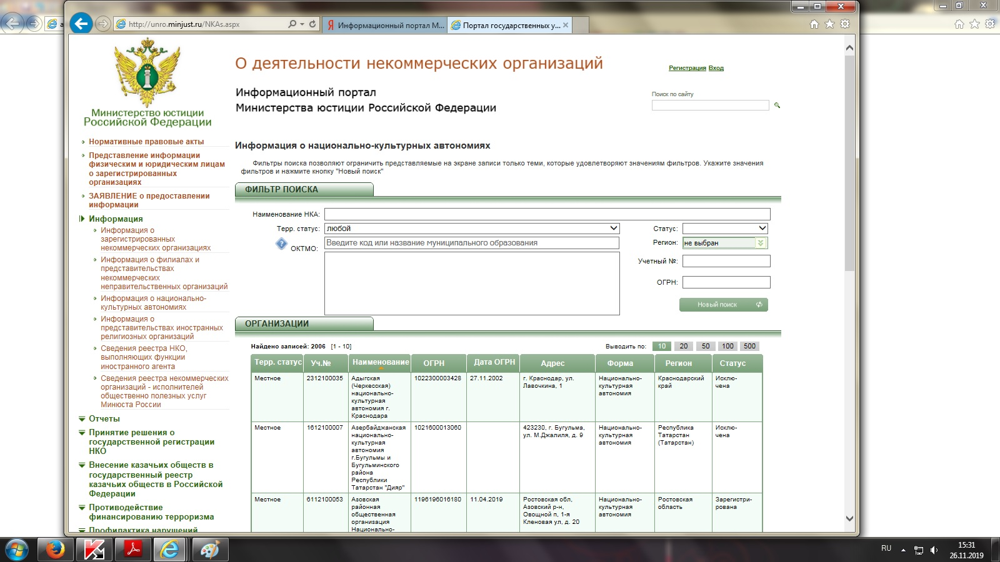 http://unro.minjust.ru/NKAs.aspx
Информационный портал М...
Портал государственных у...
Министерство юстиции
Российской Федерации
О деятельности некоммерческих организаций
Информационный портал
Министерства юстиции Российской Федерации
Регистрация Вход
Поиск по сайту
Нормативные правовые акты
Представление информации
физическим и юридическим лицам
о зарегистрированных
организациях
ЗАЯВЛЕНИЕ о предоставлении
информации
Информация
Информация о
зарегистрированных
некоммерческих организациях
Информация о филиалах и
представительствах
некоммерческих
неправительственных организаций
Информация о национально-
культурных автономиях
Информация о
представительствах иностранных
религиозных организаций
Сведения реестра НКО,
выполняющих функции
иностранного агента
Сведения реестра некоммерческих
организаций - исполнителей
общественно полезных услуг
Минюста России
Отчеты
Принятие решения о
государственной регистрации
НКО
Внесение казачьих обществ в
государственный реестр
казачьих обществ в Российской
Федерации
Противодействие
финансированию терроризма
Профилактика нарушений
Информация о национально-культурных автономиях
Фильтры поиска позволяют ограничить представляемые на экране записи только теми, которые удовлетворяют значениям фильтров. Укажите значения
фильтров и нажмите кнопку "Новый поиск"
ФИЛЬТР ПОИСКА
Наименование НКА:
Терр. статус: любой
Статус:
? ОКТМО: Введите код или название муниципального образования
Регион: не выбран
Учетный №:
ОГРН:
Новый поиск
ОРГАНИЗАЦИИ
Найдено записей: 2006 [1 - 10]
Выводить по: 10 20 50 100 500
Терр. статус Уч.№ Наименование ОГРН Дата ОГРН Адрес Форма Регион Статус
Местное
2312100035
Адыгская
(Черкесская)
национально-
культурная
автономия г.
Краснодара
1022300003428
27.11.2002
г. Краснодар, ул.
Лавочкина, 1
Национально-
культурная
автономия
Краснодарский
край
Исклю-
чена
Местное
1612100007
Азербайджанская
национально-
культурная
автономия
г.Бугульмы и
Бугульминского
района
Республики
Татарстан "Дияр"
1021600013060
423230, г. Бугульма,
ул. М.Джалиля, д. 9
Национально-
культурная
автономия
Республика
Татарстан
(Татарстан)
Исклю-
чена
Местное
6112100053
Азовская
районная
общественная
организация
Национально-
1196196016180
11.04.2019
Ростовская обл,
Азовский р-н,
Овощной п, 1-я
Кленовая ул, д. 20
Национально-
культурная
автономия
Ростовская
область
Зарегистри-
рована
RU
15:31
26.11.2019